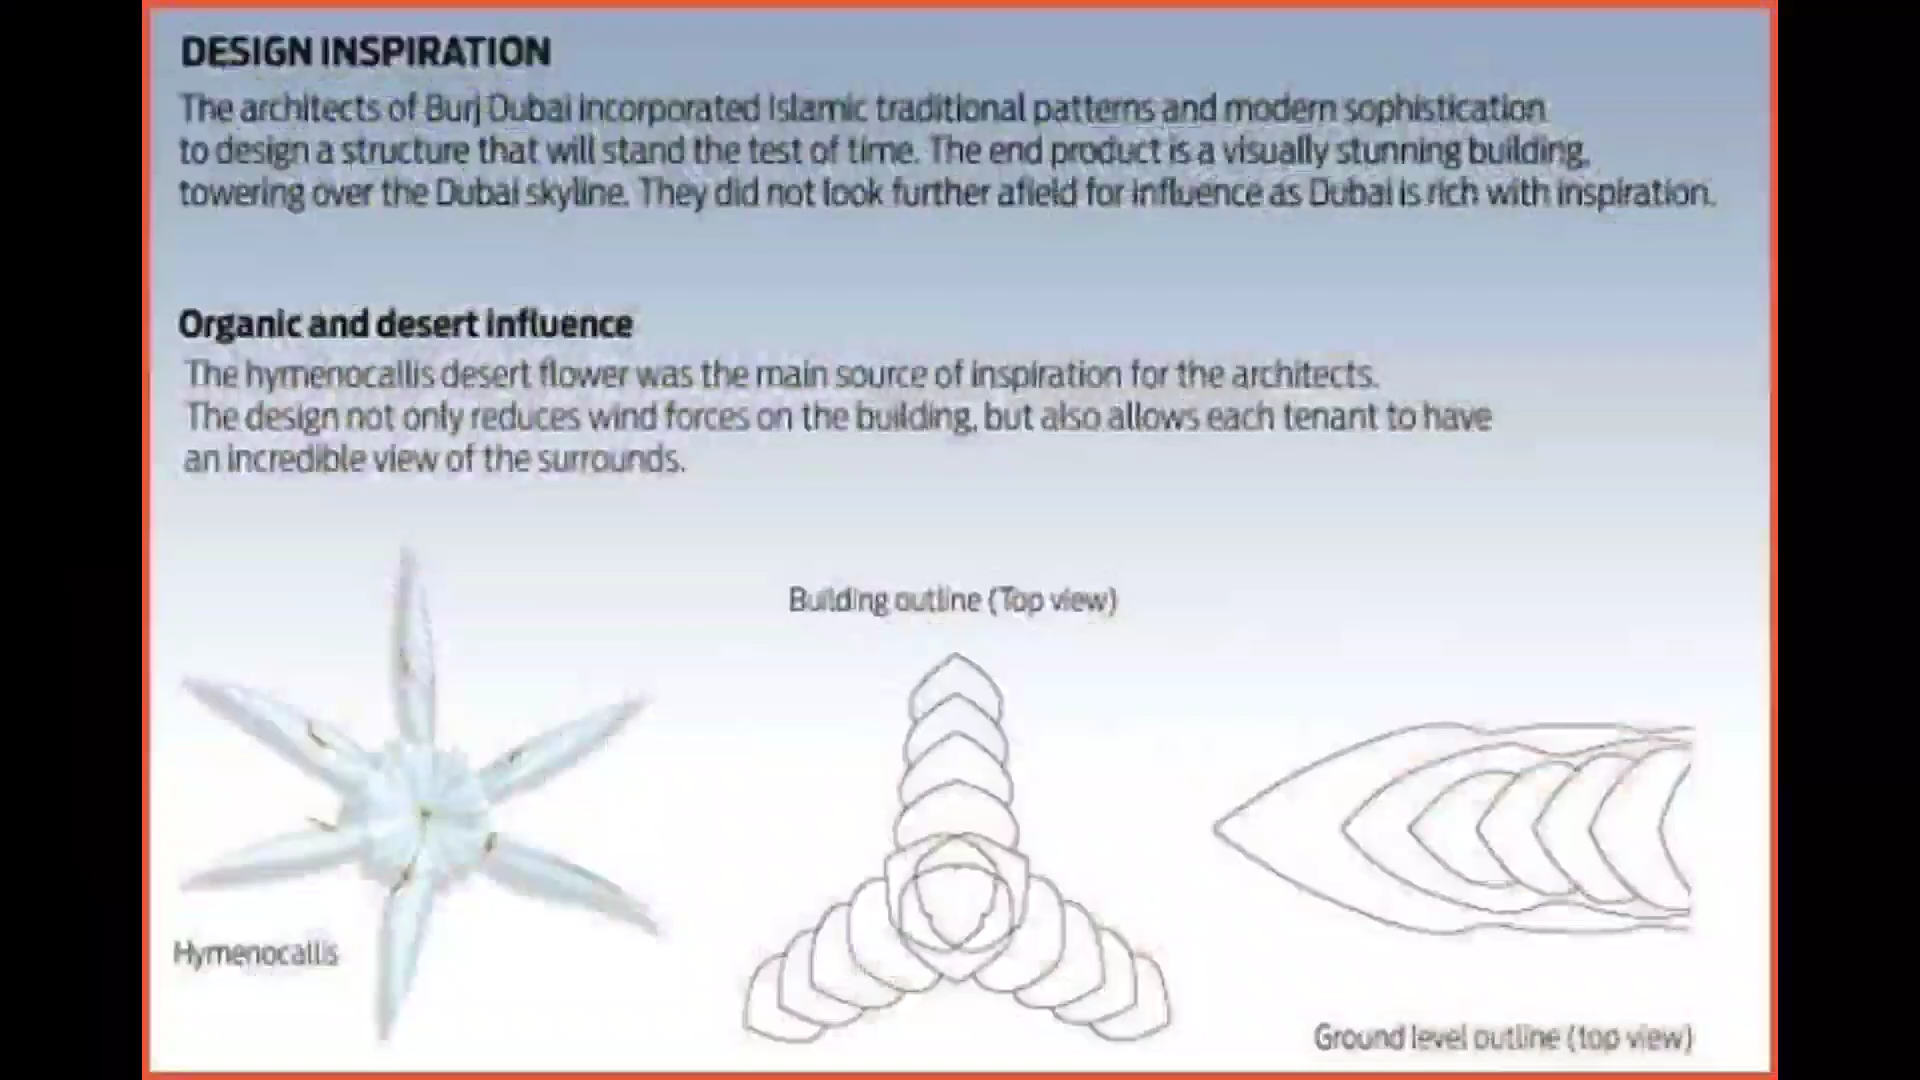 DESIGN INSPIRATION
The architects of Burj Dubai incorporated Islamic traditional patterns and modern sophistication
to design a structure that will stand the test of time. The end product is a visually stunning building,
towering over the Dubai skyline. They did not look further afield for influence as Dubai is rich with inspiration.
Organic and desert influence
The hymenocallis desert flower was the main source of inspiration for the architects.
The design not only reduces wind forces on the building, but also allows each tenant to have
an incredible view of the surrounds.
Building outline (Top view)
Hymenocallis
Ground level outline (top view)